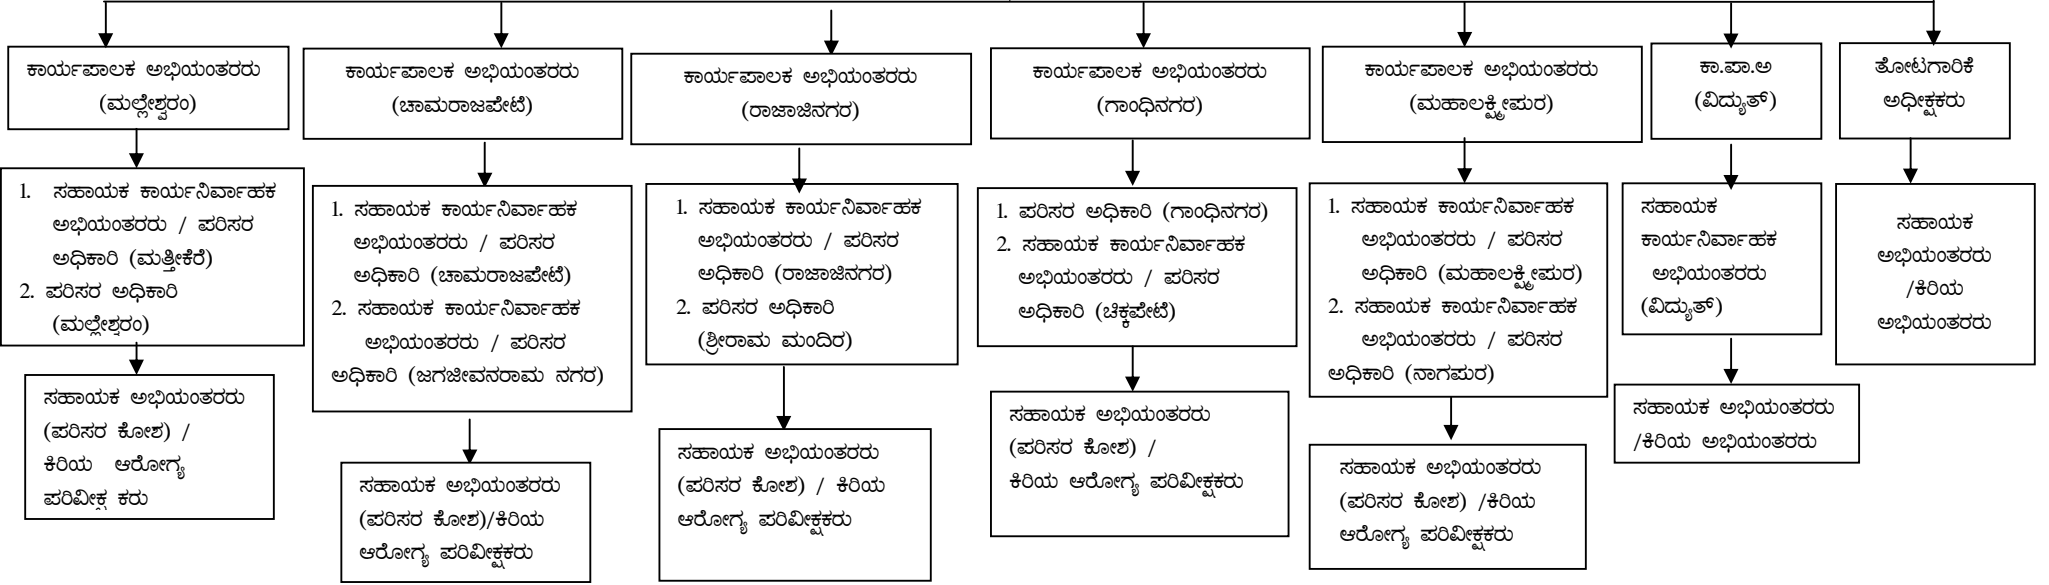 ಕಾರ್ಯಪಾಲಕ ಅಭಿಯಂತರರು
(ಮಲ್ಲೇಶ್ವರಂ)
ಕಾರ್ಯಪಾಲಕ ಅಭಿಯಂತರರು
(ಚಾಮರಾಜಪೇಟೆ)
ಕಾರ್ಯಪಾಲಕ ಅಭಿಯಂತರರು
(ರಾಜಾಜಿನಗರ)
ಕಾರ್ಯಪಾಲಕ ಅಭಿಯಂತರರು
(ಗಾಂಧಿನಗರ)
ಕಾರ್ಯಪಾಲಕ ಅಭಿಯಂತರರು
(ಮಹಾಲಕ್ಷ್ಮೀಪುರ)
ಕಾ.ಪಾ.ಅ
(ವಿದ್ಯುತ್)
ತೋಟಗಾರಿಕೆ
ಅಧೀಕ್ಷಕರು
1. ಸಹಾಯಕ ಕಾರ್ಯನಿರ್ವಾಹಕ
ಅಭಿಯಂತರರು / ಪರಿಸರ
ಅಧಿಕಾರಿ (ಮತ್ತೀಕೆರೆ)
2. ಪರಿಸರ ಅಧಿಕಾರಿ
(ಮಲ್ಲೇಶ್ವರಂ)
1. ಸಹಾಯಕ ಕಾರ್ಯನಿರ್ವಾಹಕ
ಅಭಿಯಂತರರು / ಪರಿಸರ
ಅಧಿಕಾರಿ (ಚಾಮರಾಜಪೇಟೆ)
2. ಸಹಾಯಕ ಕಾರ್ಯನಿರ್ವಾಹಕ
ಅಭಿಯಂತರರು / ಪರಿಸರ
ಅಧಿಕಾರಿ (ಜಗಜೀವನರಾಮ ನಗರ)
1. ಸಹಾಯಕ ಕಾರ್ಯನಿರ್ವಾಹಕ
ಅಭಿಯಂತರರು / ಪರಿಸರ
ಅಧಿಕಾರಿ (ರಾಜಾಜಿನಗರ)
2. ಪರಿಸರ ಅಧಿಕಾರಿ
(ಶ್ರೀರಾಮ ಮಂದಿರ)
1. ಪರಿಸರ ಅಧಿಕಾರಿ (ಗಾಂಧಿನಗರ)
2. ಸಹಾಯಕ ಕಾರ್ಯನಿರ್ವಾಹಕ
ಅಭಿಯಂತರರು / ಪರಿಸರ
ಅಧಿಕಾರಿ (ಚಿಕ್ಕಪೇಟೆ)
1. ಸಹಾಯಕ ಕಾರ್ಯನಿರ್ವಾಹಕ
ಅಭಿಯಂತರರು / ಪರಿಸರ
ಅಧಿಕಾರಿ (ಮಹಾಲಕ್ಷ್ಮೀಪುರ)
2. ಸಹಾಯಕ ಕಾರ್ಯನಿರ್ವಾಹಕ
ಅಭಿಯಂತರರು / ಪರಿಸರ
ಅಧಿಕಾರಿ (ನಾಗಪುರ)
ಸಹಾಯಕ
ಕಾರ್ಯನಿರ್ವಾಹಕ
ಅಭಿಯಂತರರು
(ವಿದ್ಯುತ್)
ಸಹಾಯಕ
ಅಭಿಯಂತರರು
/ಕಿರಿಯ
ಅಭಿಯಂತರರು
ಸಹಾಯಕ ಅಭಿಯಂತರರು
(ಪರಿಸರ ಕೋಶ) /
ಕಿರಿಯ ಆರೋಗ್ಯ
ಪರಿವೀಕ್ಷ ಕರು
ಸಹಾಯಕ ಅಭಿಯಂತರರು
(ಪರಿಸರ ಕೋಶ)/ಕಿರಿಯ
ಆರೋಗ್ಯ ಪರಿವೀಕ್ಷಕರು
ಸಹಾಯಕ ಅಭಿಯಂತರರು
(ಪರಿಸರ ಕೋಶ) / ಕಿರಿಯ
ಆರೋಗ್ಯ ಪರಿವೀಕ್ಷಕರು
ಸಹಾಯಕ ಅಭಿಯಂತರರು
(ಪರಿಸರ ಕೋಶ) /
ಕಿರಿಯ ಆರೋಗ್ಯ ಪರಿವೀಕ್ಷಕರು
ಸಹಾಯಕ ಅಭಿಯಂತರರು
(ಪರಿಸರ ಕೋಶ) /ಕಿರಿಯ
ಆರೋಗ್ಯ ಪರಿವೀಕ್ಷಕರು
ಸಹಾಯಕ ಅಭಿಯಂತರರು
/ಕಿರಿಯ ಅಭಿಯಂತರರು